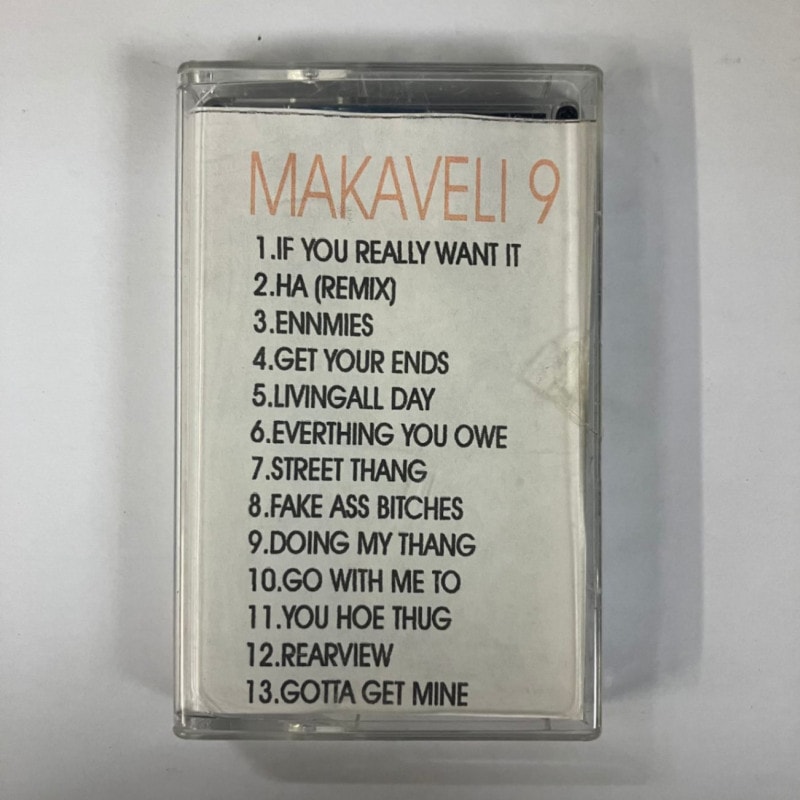 MAKAVELI 9
1.IF YOU REALLY WANT IT
2.HA (REMIX)
3.ENNMIES
4.GET YOUR ENDS
5.LIVINGALL DAY
6.EVERTHING YOU OWE
7.STREET THANG
8.FAKE ASS BITCHES
9.DOING MY THANG
10.GO WITH ME TO
11.YOU HOE THUG
12.REARVIEW
13.GOTTA GET MINE